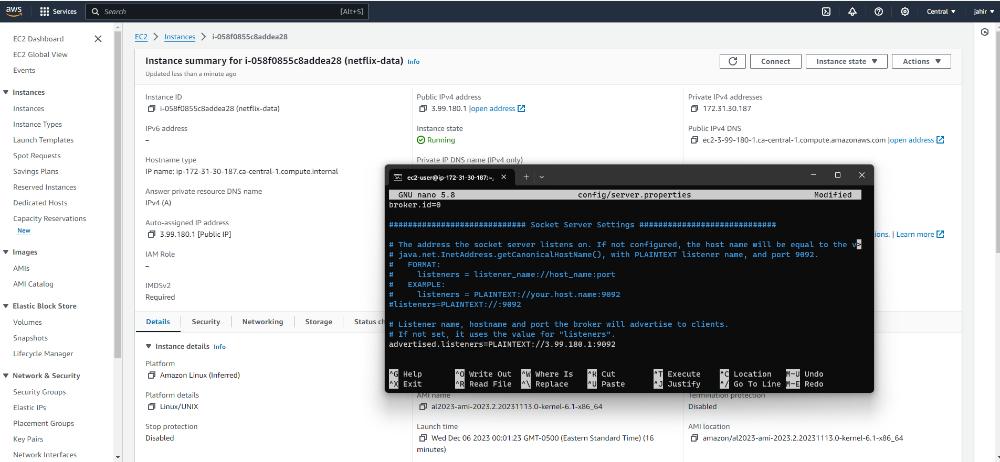 aws
Services
Search
[Alt+S]
Central
jahir
EC2 Dashboard
EC2 Global View
Events
Instances
Instances
Instance Types
Launch Templates
Spot Requests
Savings Plans
Reserved Instances
Dedicated Hosts
Capacity Reservations
New
Images
AMIs
AMI Catalog
Elastic Block Store
Volumes
Snapshots
Lifecycle Manager
Network & Security
Security Groups
Elastic IPs
Placement Groups
Key Pairs
Network Interfaces
EC2 > Instances > i-058f0855c8addea28
Instance summary for i-058f0855c8addea28 (netflix-data) Info
Updated less than a minute ago
Connect
Instance state
Actions
Instance ID
i-058f0855c8addea28 (netflix-data)
Public IPv4 address
3.99.180.1 |open address
Private IPv4 addresses
172.31.30.187
IPv6 address
–
Instance state
Running
Public IPv4 DNS
ec2-3-99-180-1.ca-central-1.compute.amazonaws.com |open address
Hostname type
IP name: ip-172-31-30-187.ca-central-1.compute.internal
Private IP DNS name (IPv4 only)
Answer private resource DNS name
IPv4 (A)
Auto-assigned IP address
3.99.180.1 [Public IP]
ions. | Learn more
IAM Role
–
IMDSv2
Required
Details
Security
Networking
Storage
Status ch
Instance details Info
Platform
Amazon Linux (Inferred)
Platform details
Linux/UNIX
AMI name
al2023-ami-2023.2.20231113.0-kernel-6.1-x86_64
Termination protection
Disabled
Stop protection
Disabled
Launch time
Wed Dec 06 2023 00:01:23 GMT-0500 (Eastern Standard Time) (16
minutes)
AMI location
amazon/al2023-ami-2023.2.20231113.0-kernel-6.1-x86_64
ec2-user@ip-172-31-30-187:~,
GNU nano 5.8 config/server.properties Modified
broker.id=0
############################# Socket Server Settings #############################
# The address the socket server listens on. If not configured, the host name will be equal to the v>
# java.net.InetAddress.getCanonicalHostName(), with PLAINTEXT listener name, and port 9092.
#   FORMAT:
#     listeners = listener_name://host_name:port
#   EXAMPLE:
#     listeners = PLAINTEXT://your.host.name:9092
#listeners=PLAINTEXT://:9092
# Listener name, hostname and port the broker will advertise to clients.
# If not set, it uses the value for "listeners".
advertised.listeners=PLAINTEXT://3.99.180.1:9092
^G Help ^O Write Out ^W Where Is ^K Cut ^T Execute ^C Location M-U Undo
^X Exit ^R Read File ^\ Replace ^U Paste ^J Justify ^/ Go To Line M-E Redo